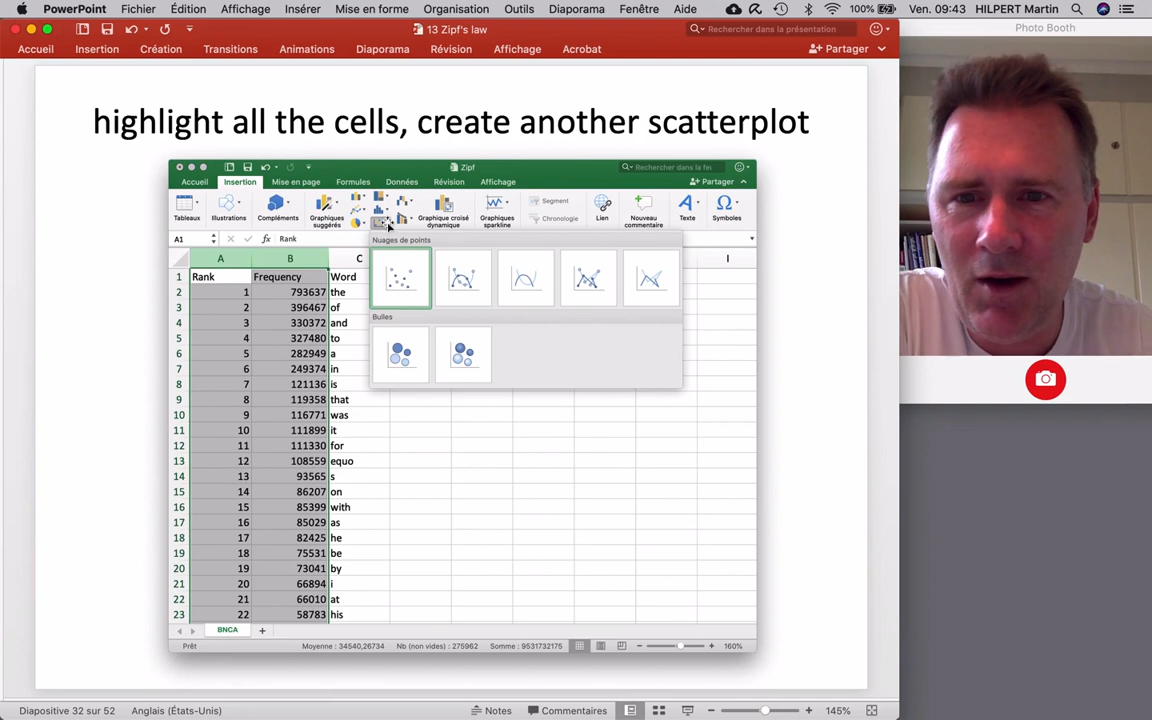 PowerPoint Fichier Édition Affichage Insérer Mise en forme Organisation Outils Diaporama Fenêtre Aide 100% Ven. 09:43 HILPERT Martin
13 Zipf's law Rechercher dans la présentation
Photo Booth
Accueil Insertion Création Transitions Animations Diaporama Révision Affichage Acrobat Partager
highlight all the cells, create another scatterplot
Zipf Rechercher dans la feu
Accueil Insertion Mise en page Formules Données Révision Affichage Partager
Tableaux Illustrations Compléments Graphiques suggérés Graphique croisé dynamique Graphiques sparkline Segment Chronologie Lien Nouveau commentaire Texte Symboles
A1 fx Rank
Nuages de points
Bulles
A B C I
1 Rank Frequency Word
2 1 793637 the
3 2 396467 of
4 3 330372 and
5 4 327480 to
6 5 282949 a
7 6 249374 in
8 7 121136 is
9 8 119358 that
10 9 116771 was
11 10 111899 it
12 11 111330 for
13 12 108559 equo
14 13 93565 s
15 14 86207 on
16 15 85399 with
17 16 85029 as
18 17 82425 he
19 18 75531 be
20 19 73041 by
21 20 66894 i
22 21 66010 at
23 22 58783 his
BNCA +
Prêt Moyenne : 34540,26734 Nb (non vides) : 275962 Somme : 9531732175 160%
Diapositive 32 sur 52 Anglais (États-Unis) Notes Commentaires 145%